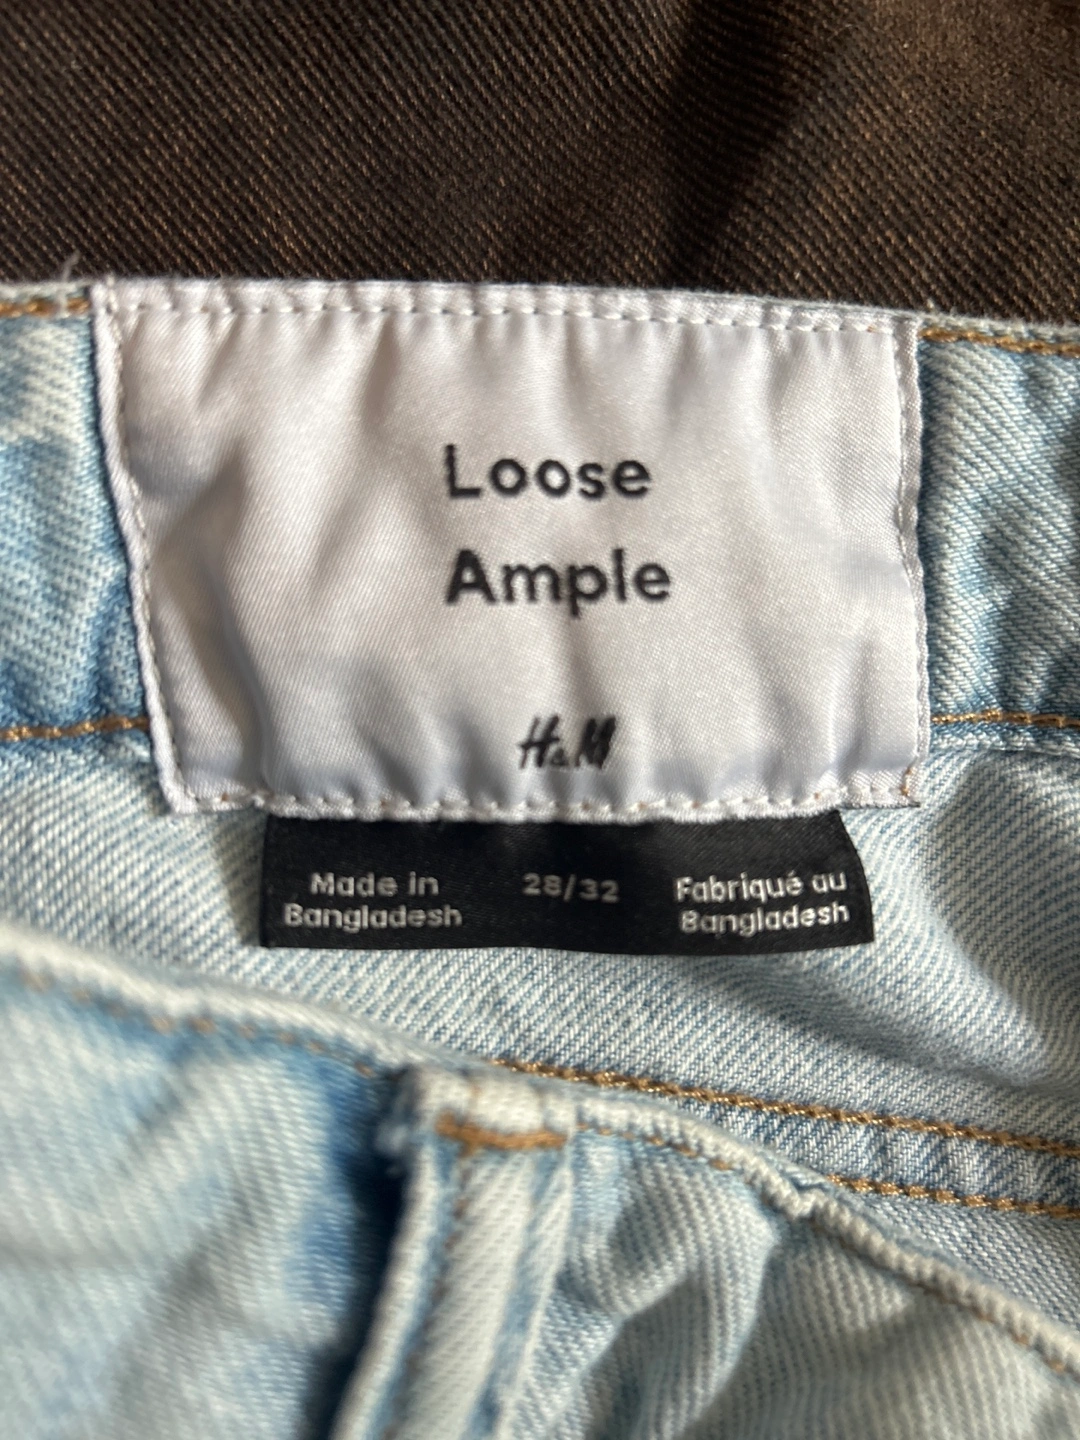 Loose
Ample
H&M
Made in
Bangladesh
28/32
Fabriqué au
Bangladesh